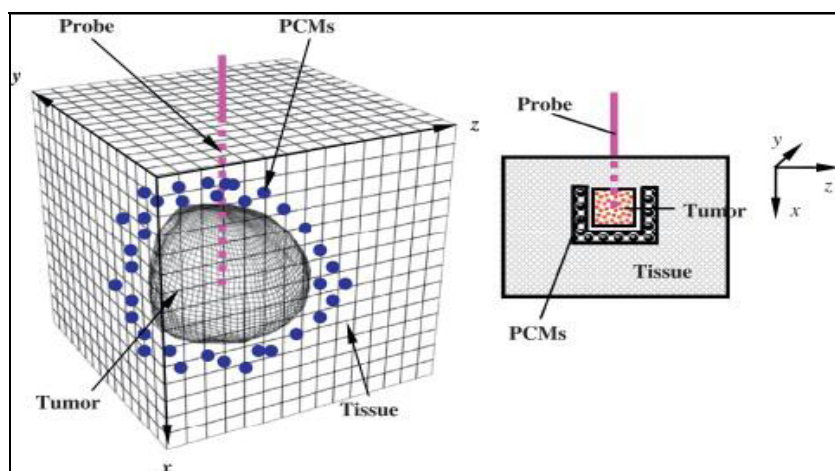 Probe
PCMs
y
z
Tumor
Tissue
x
Probe
y
z
x
Tumor
Tissue
PCMs